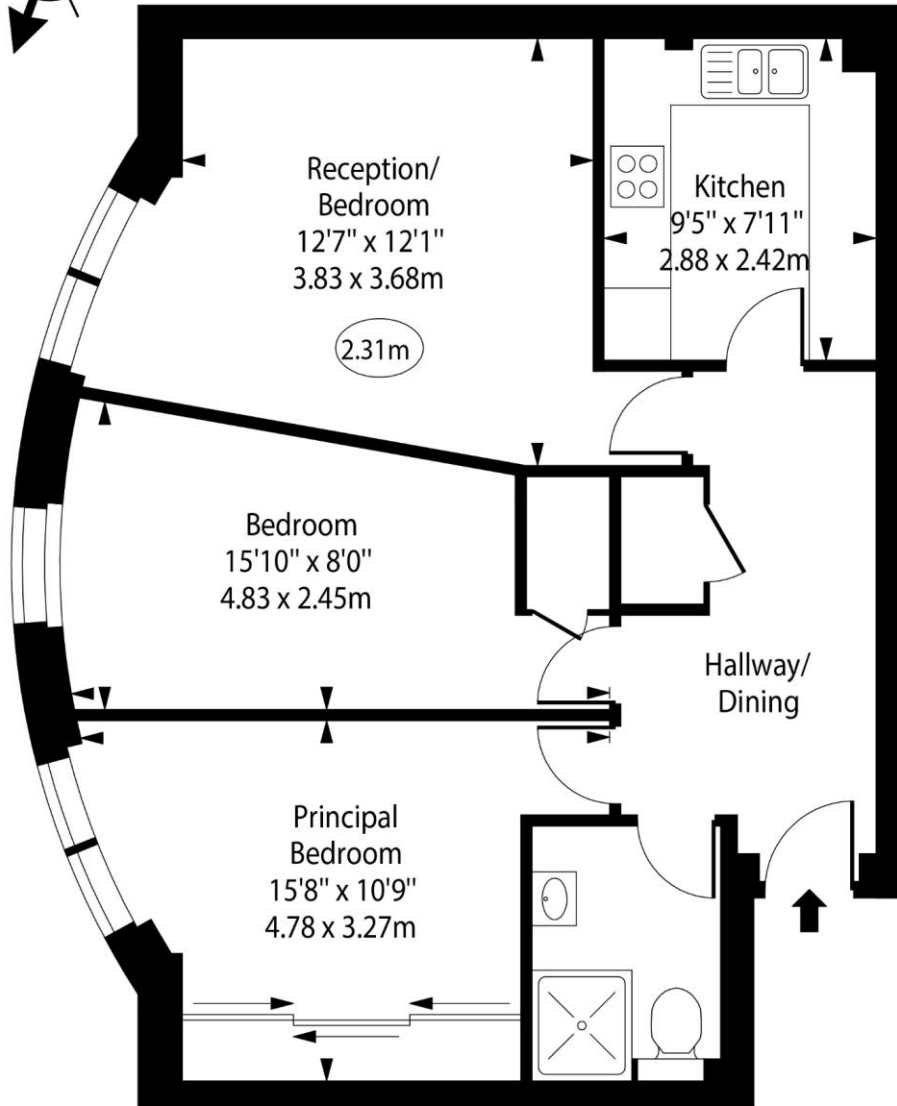 Reception/
Bedroom
12'7" x 12'1"
3.83 x 3.68m
2.31m
Kitchen
9'5" x 7'11"
2.88 x 2.42m
Bedroom
15'10" x 8'0"
4.83 x 2.45m
Hallway/
Dining
Principal
Bedroom
15'8" x 10'9"
4.78 x 3.27m